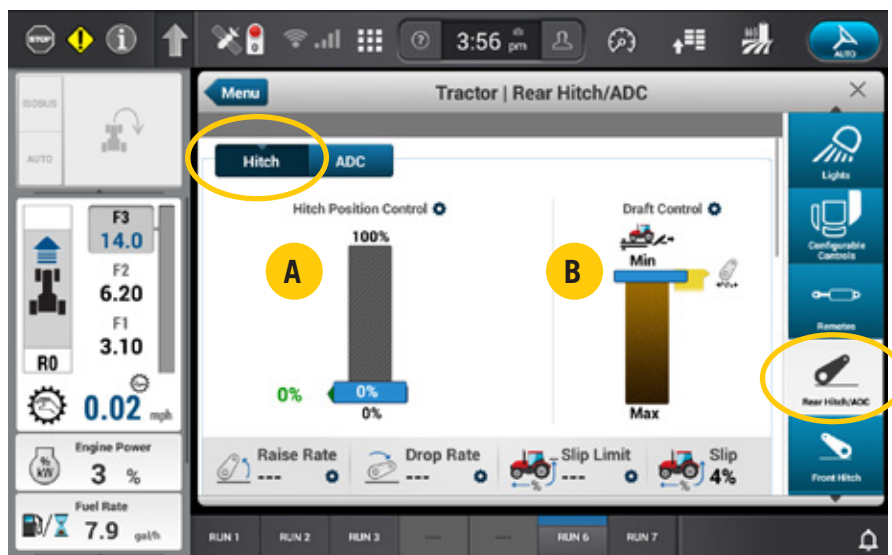 STOP
3:56 pm
AUTO
ISOBUS
AUTO
F3
14.0
F2
6.20
F1
3.10
R0
0.02 mph
Engine Power
% kW
3 %
Fuel Rate
7.9 gal/h
Menu
Tractor | Rear Hitch/ADC
Hitch
ADC
Hitch Position Control
100%
A
0%
0%
0%
Draft Control
Min
B
Max
Raise Rate
---
Drop Rate
---
Slip Limit
---
%
Slip
4%
%
Lights
Configurable
Controls
Remotes
Rear Hitch/ADC
Front Hitch
RUN 1
RUN 2
RUN 3
----
----
RUN 6
RUN 7